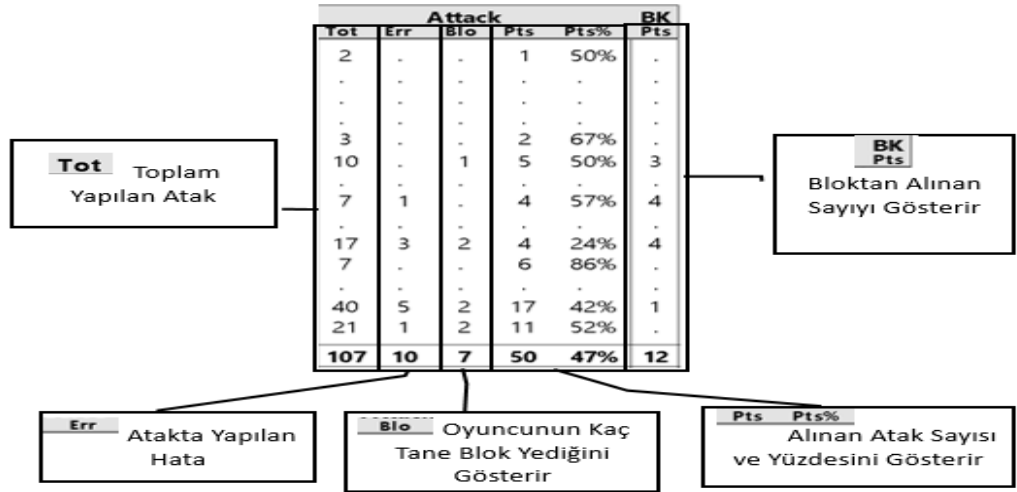 Attack BK
Tot Err Blo Pts Pts% Pts
2 . . 1 50% .
. . . . . .
. . . . . .
. . . . . .
3 . . 2 67% .
10 . 1 5 50% 3
. . . . . .
7 1 . 4 57% 4
. . . . . .
17 3 2 4 24% 4
7 . . 6 86% .
. . . . . .
40 5 2 17 42% 1
21 1 2 11 52% .
107 10 7 50 47% 12
Tot Toplam
Yapılan Atak
BK
Pts
Bloktan Alınan
Sayıyı Gösterir
Err Atakta Yapılan
Hata
Blo Oyuncunun Kaç
Tane Blok Yediğini
Gösterir
Pts Pts%
Alınan Atak Sayısı
ve Yüzdesini Gösterir